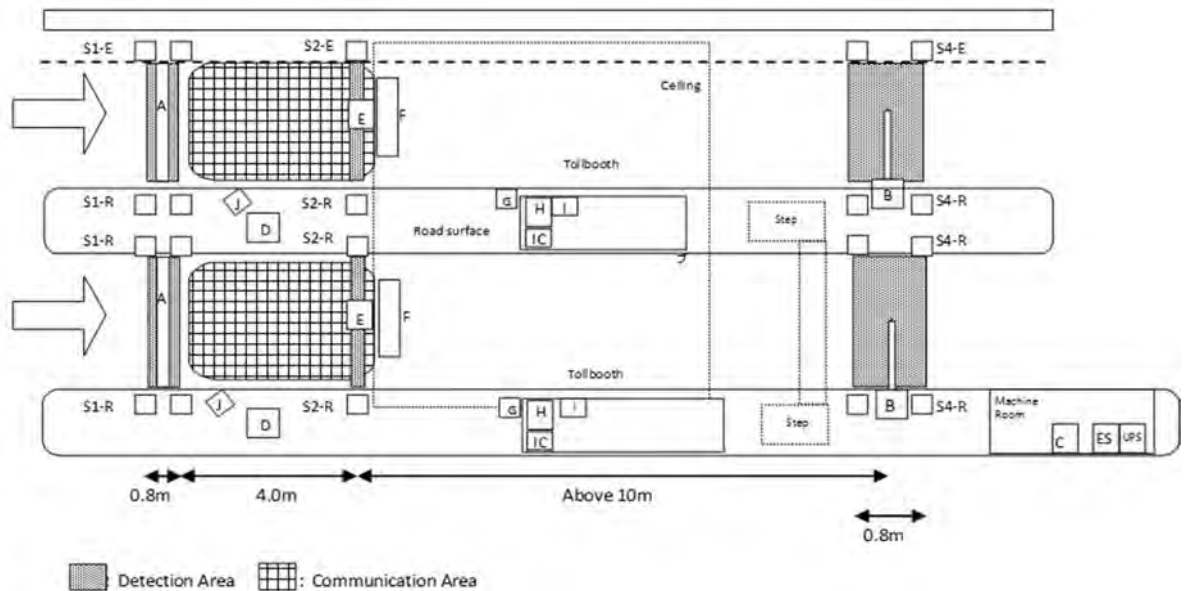 S1-E S2-E S4-E
Celling
A E F
Tollbooth
S1-R J S2-R G H I B S4-R
D Road surface IC Step
S1-R S2-R S4-R
A E F
Tollbooth
S1-R J S2-R G H I B S4-R
D IC Step
Machine
Room
C ES UPS
0.8m 4.0m Above 10m
0.8m
: Detection Area : Communication Area